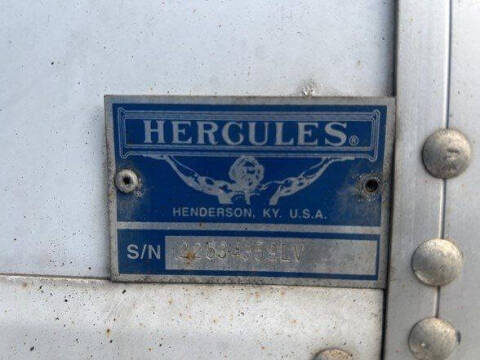 HERCULES®
HENDERSON, KY. U.S.A.
S/N